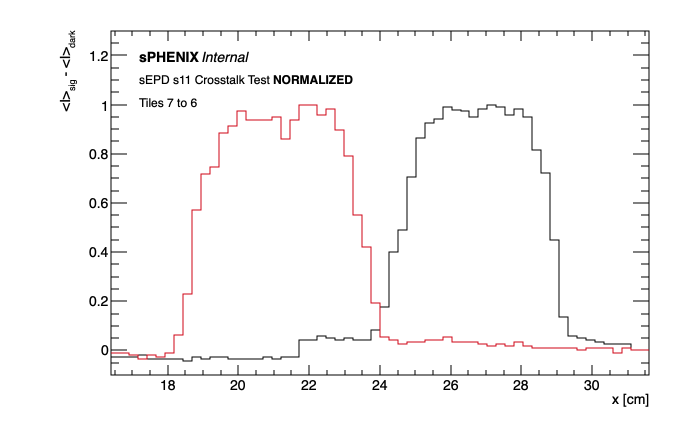 <I>sig - <I>dark
sPHENIX Internal
sEPD s11 Crosstalk Test NORMALIZED
Tiles 7 to 6
1.2
1
0.8
0.6
0.4
0.2
0
18 20 22 24 26 28 30
x [cm]